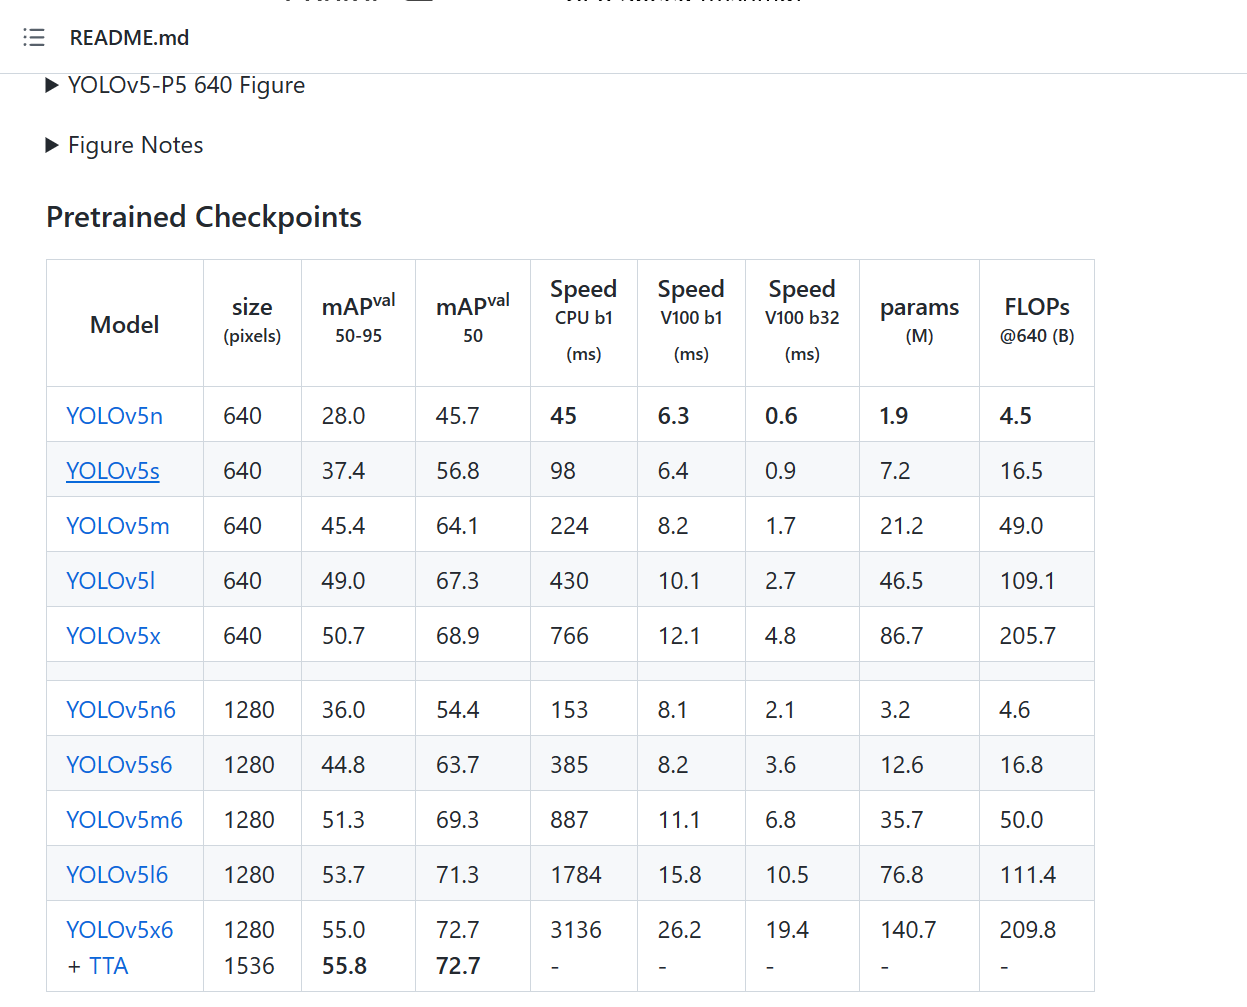 README.md
YOLOv5-P5 640 Figure
Figure Notes
Pretrained Checkpoints
Model size (pixels) mAPval 50-95 mAPval 50 Speed CPU b1 (ms) Speed V100 b1 (ms) Speed V100 b32 (ms) params (M) FLOPs @640 (B)
YOLOv5n 640 28.0 45.7 45 6.3 0.6 1.9 4.5
YOLOv5s 640 37.4 56.8 98 6.4 0.9 7.2 16.5
YOLOv5m 640 45.4 64.1 224 8.2 1.7 21.2 49.0
YOLOv5l 640 49.0 67.3 430 10.1 2.7 46.5 109.1
YOLOv5x 640 50.7 68.9 766 12.1 4.8 86.7 205.7
YOLOv5n6 1280 36.0 54.4 153 8.1 2.1 3.2 4.6
YOLOv5s6 1280 44.8 63.7 385 8.2 3.6 12.6 16.8
YOLOv5m6 1280 51.3 69.3 887 11.1 6.8 35.7 50.0
YOLOv5l6 1280 53.7 71.3 1784 15.8 10.5 76.8 111.4
YOLOv5x6 1280 55.0 72.7 3136 26.2 19.4 140.7 209.8
+ TTA 1536 55.8 72.7 - - - - -